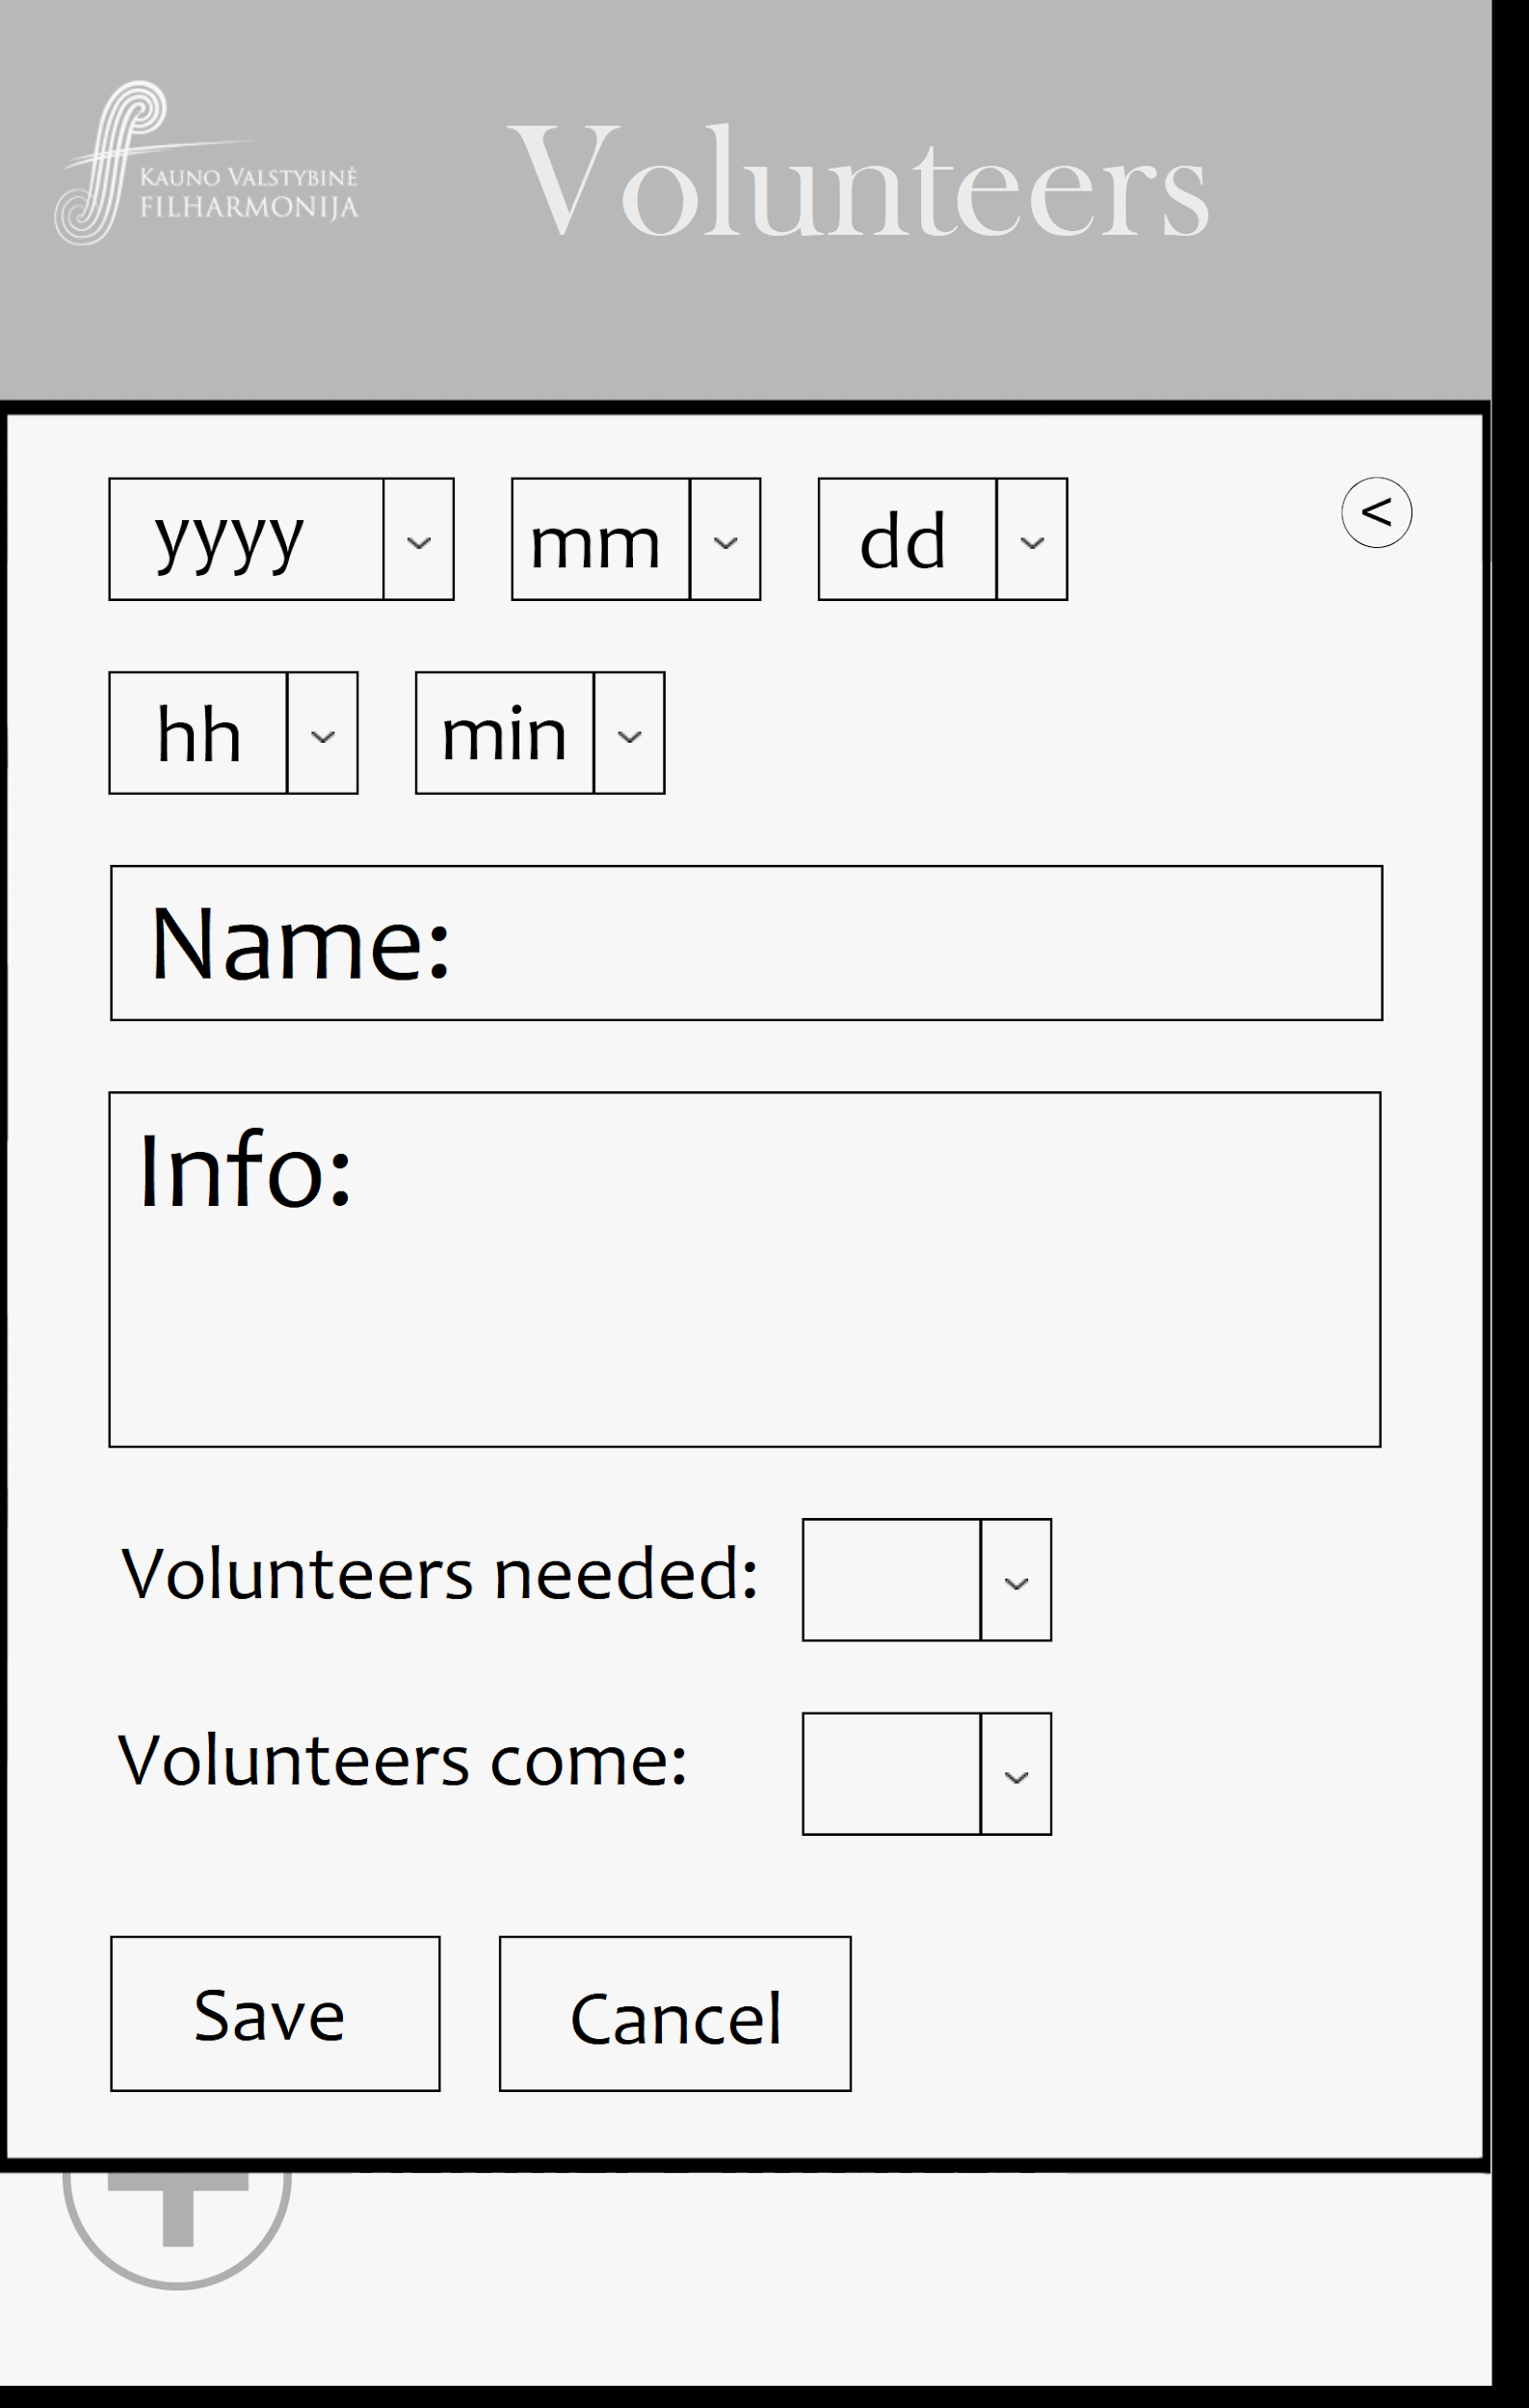 KAUNO VALSTYBINĖ
FILHARMONIJA
Volunteers
yyyy mm dd <
hh min
Name:
Info:
Volunteers needed:
Volunteers come:
Save Cancel